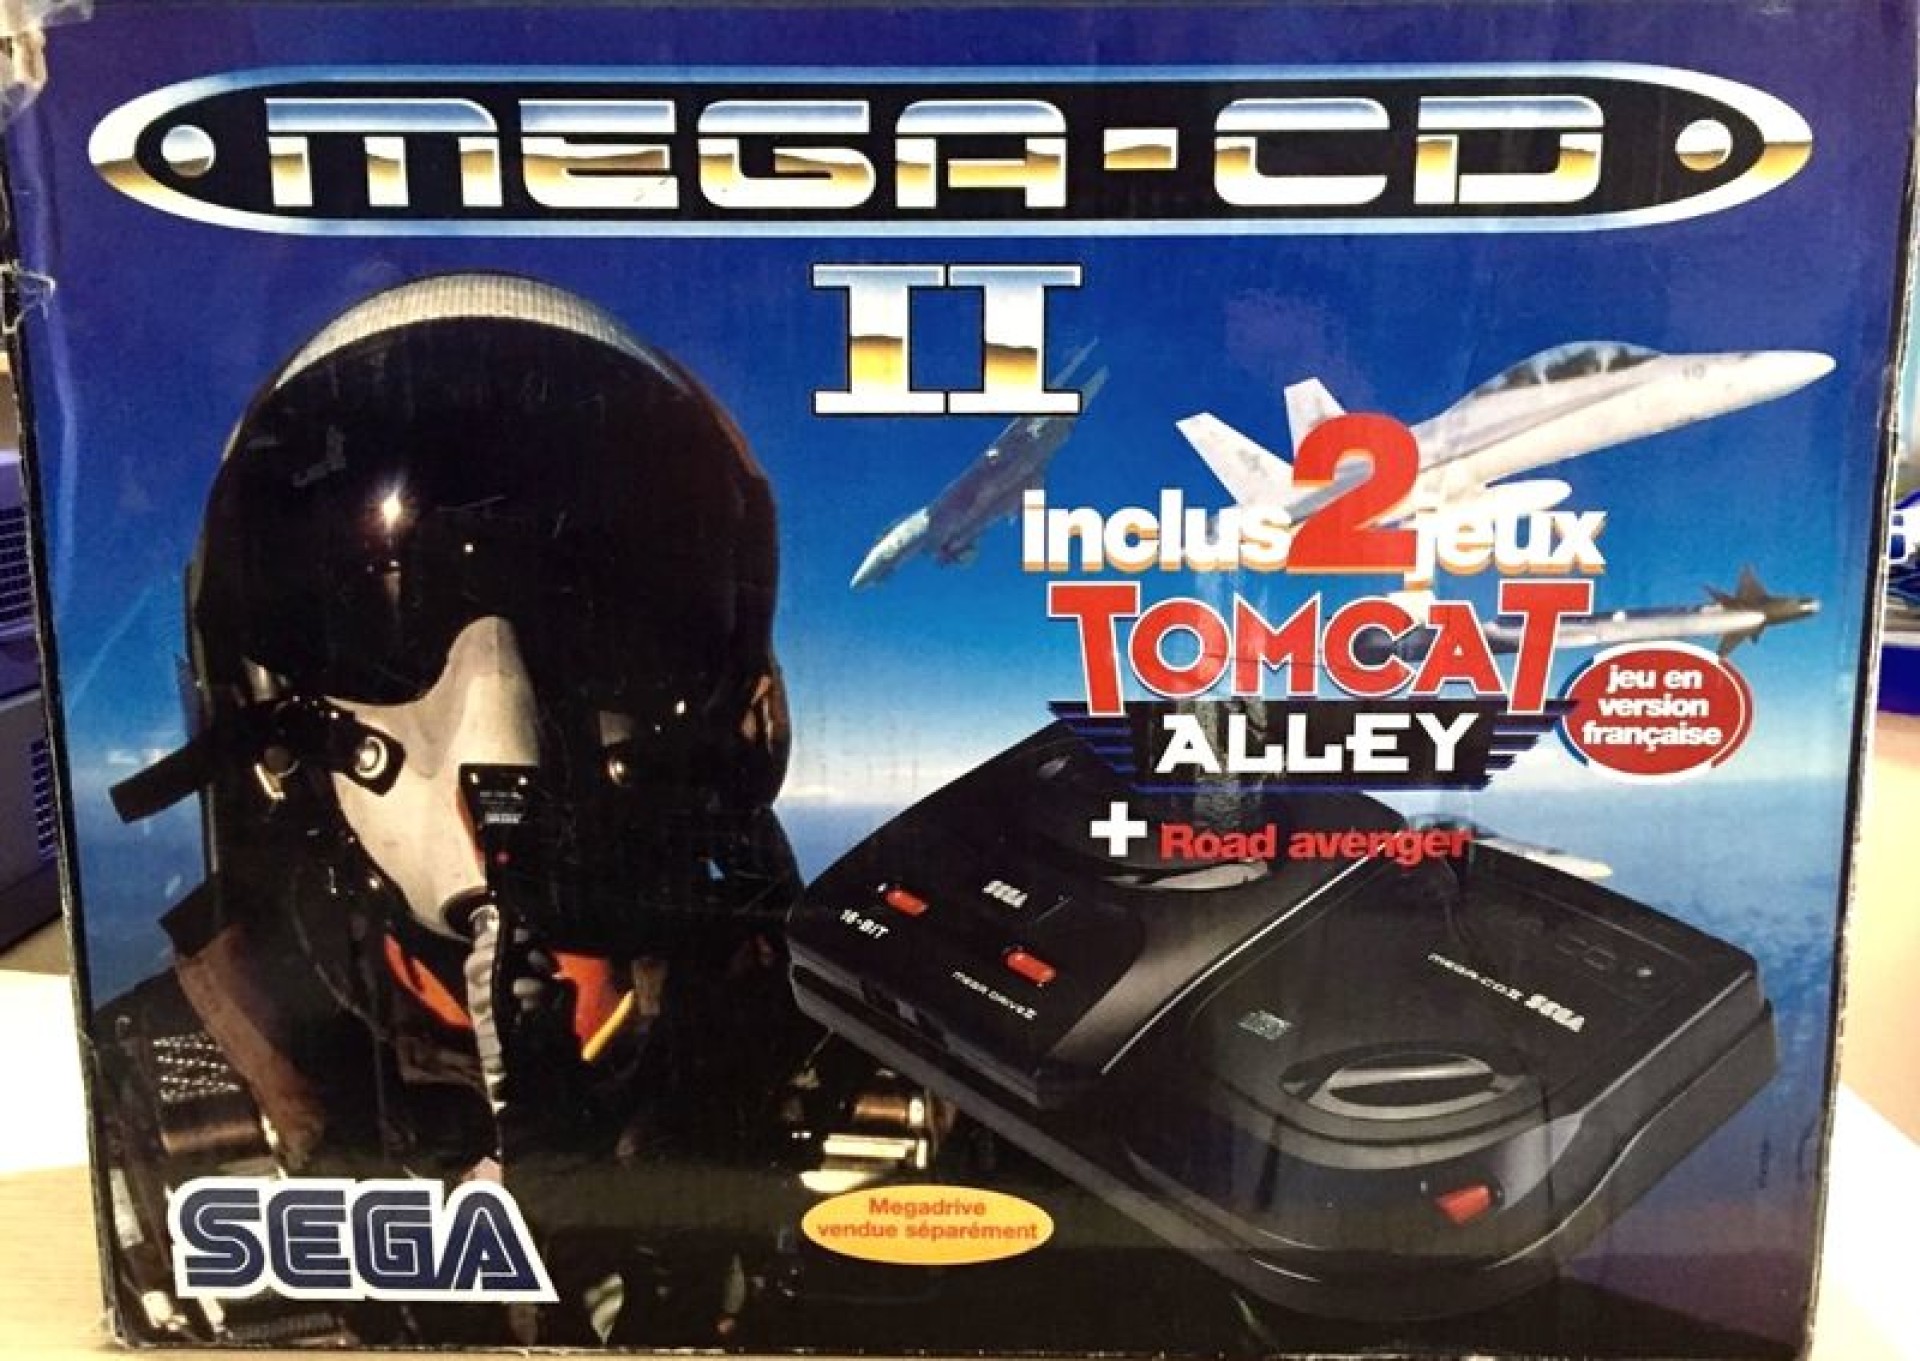 MEGA-CD
II
inclus 2 jeux
TOMCAT
ALLEY
jeu en
version
française
+ Road avenger
SEGA
16-BIT
MEGA DRIVE II
MEGA-CD II SEGA
SEGA
Megadrive
vendue séparément